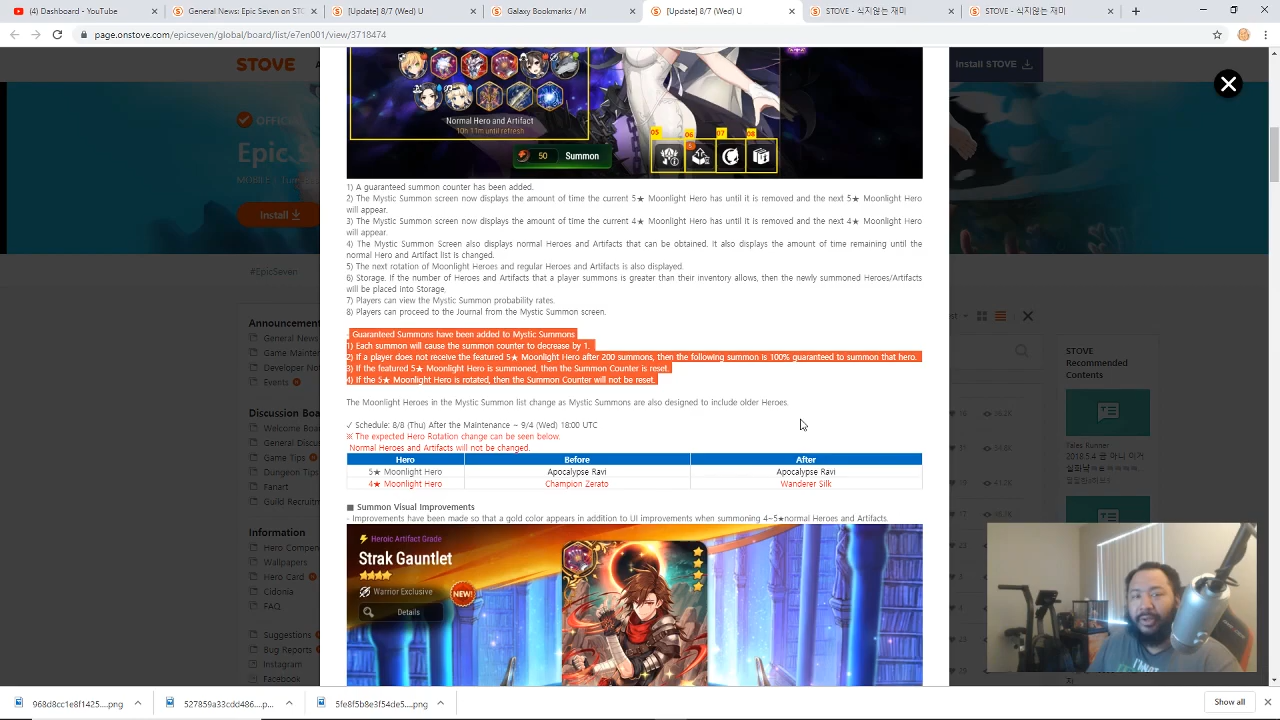 (4) Dashboard - YouTube
General News: Epic Seven on STO
[Update] 8/7 (Wed) U
Galaxy Bookmarks / M
[Update] 8/7 (Wed) U
STOVE - 지식많는 재미
STOVE - 지식많는 재미
page.onstove.com/epicseven/global/board/list/e7en001/view/3718474
STOVE
Install STOVE
OFFICI
Epic S
Install
#EpicSeven
Normal Hero and Artifact
10h 11m until refresh
50 Summon
05 06 07 08
1) A guaranteed summon counter has been added.
2) The Mystic Summon screen now displays the amount of time the current 5★ Moonlight Hero has until it is removed and the next 5★ Moonlight Hero
will appear.
3) The Mystic Summon screen now displays the amount of time the current 4★ Moonlight Hero has until it is removed and the next 4★ Moonlight Hero
will appear.
4) The Mystic Summon Screen also displays normal Heroes and Artifacts that can be obtained. It also displays the amount of time remaining until the
normal Hero and Artifact list is changed.
5) The next rotation of Moonlight Heroes and regular Heroes and Artifacts is also displayed.
6) Storage. If the number of Heroes and Artifacts that a player summons is greater than their inventory allows, then the newly summoned Heroes/Artifacts
will be placed into Storage.
7) Players can view the Mystic Summon probability rates.
8) Players can proceed to the Journal from the Mystic Summon screen.
Guaranteed Summons have been added to Mystic Summons
1) Each summon will cause the summon counter to decrease by 1.
2) If a player does not receive the featured 5★ Moonlight Hero after 200 summons, then the following summon is 100% guaranteed to summon that hero.
3) If the featured 5★ Moonlight Hero is summoned, then the Summon Counter is reset.
4) If the 5★ Moonlight Hero is rotated, then the Summon Counter will not be reset.
The Moonlight Heroes in the Mystic Summon list change as Mystic Summons are also designed to include older Heroes.
✓ Schedule: 8/8 (Thu) After the Maintenance ~ 9/4 (Wed) 18:00 UTC
※ The expected Hero Rotation change can be seen below.
Normal Heroes and Artifacts will not be changed.
Hero Before After
5★ Moonlight Hero Apocalypse Ravi Apocalypse Ravi
4★ Moonlight Hero Champion Zerato Wanderer Silk
■ Summon Visual Improvements
- Improvements have been made so that a gold color appears in addition to UI improvements when summoning 4~5★normal Heroes and Artifacts.
Heroic Artifact Grade
Strak Gauntlet
Warrior Exclusive
NEW!
Details
Announcement
General News
Game Mainte
Developer No
Events
Discussion Boa
General Discu
Game Tips
Dungeon Tips
Fanart
Guild Recruit
Information
Homepage
Wallpapers
Hero Card
Cidonia
FAQ
Bug Reports
Instagram
Facebook
STOVE
Recommended
Contents
Tales Runner
968d8cc1e8f1425....png
527859a33cdd486....p...
5fe8f5b8e3f54de5....png
Show all